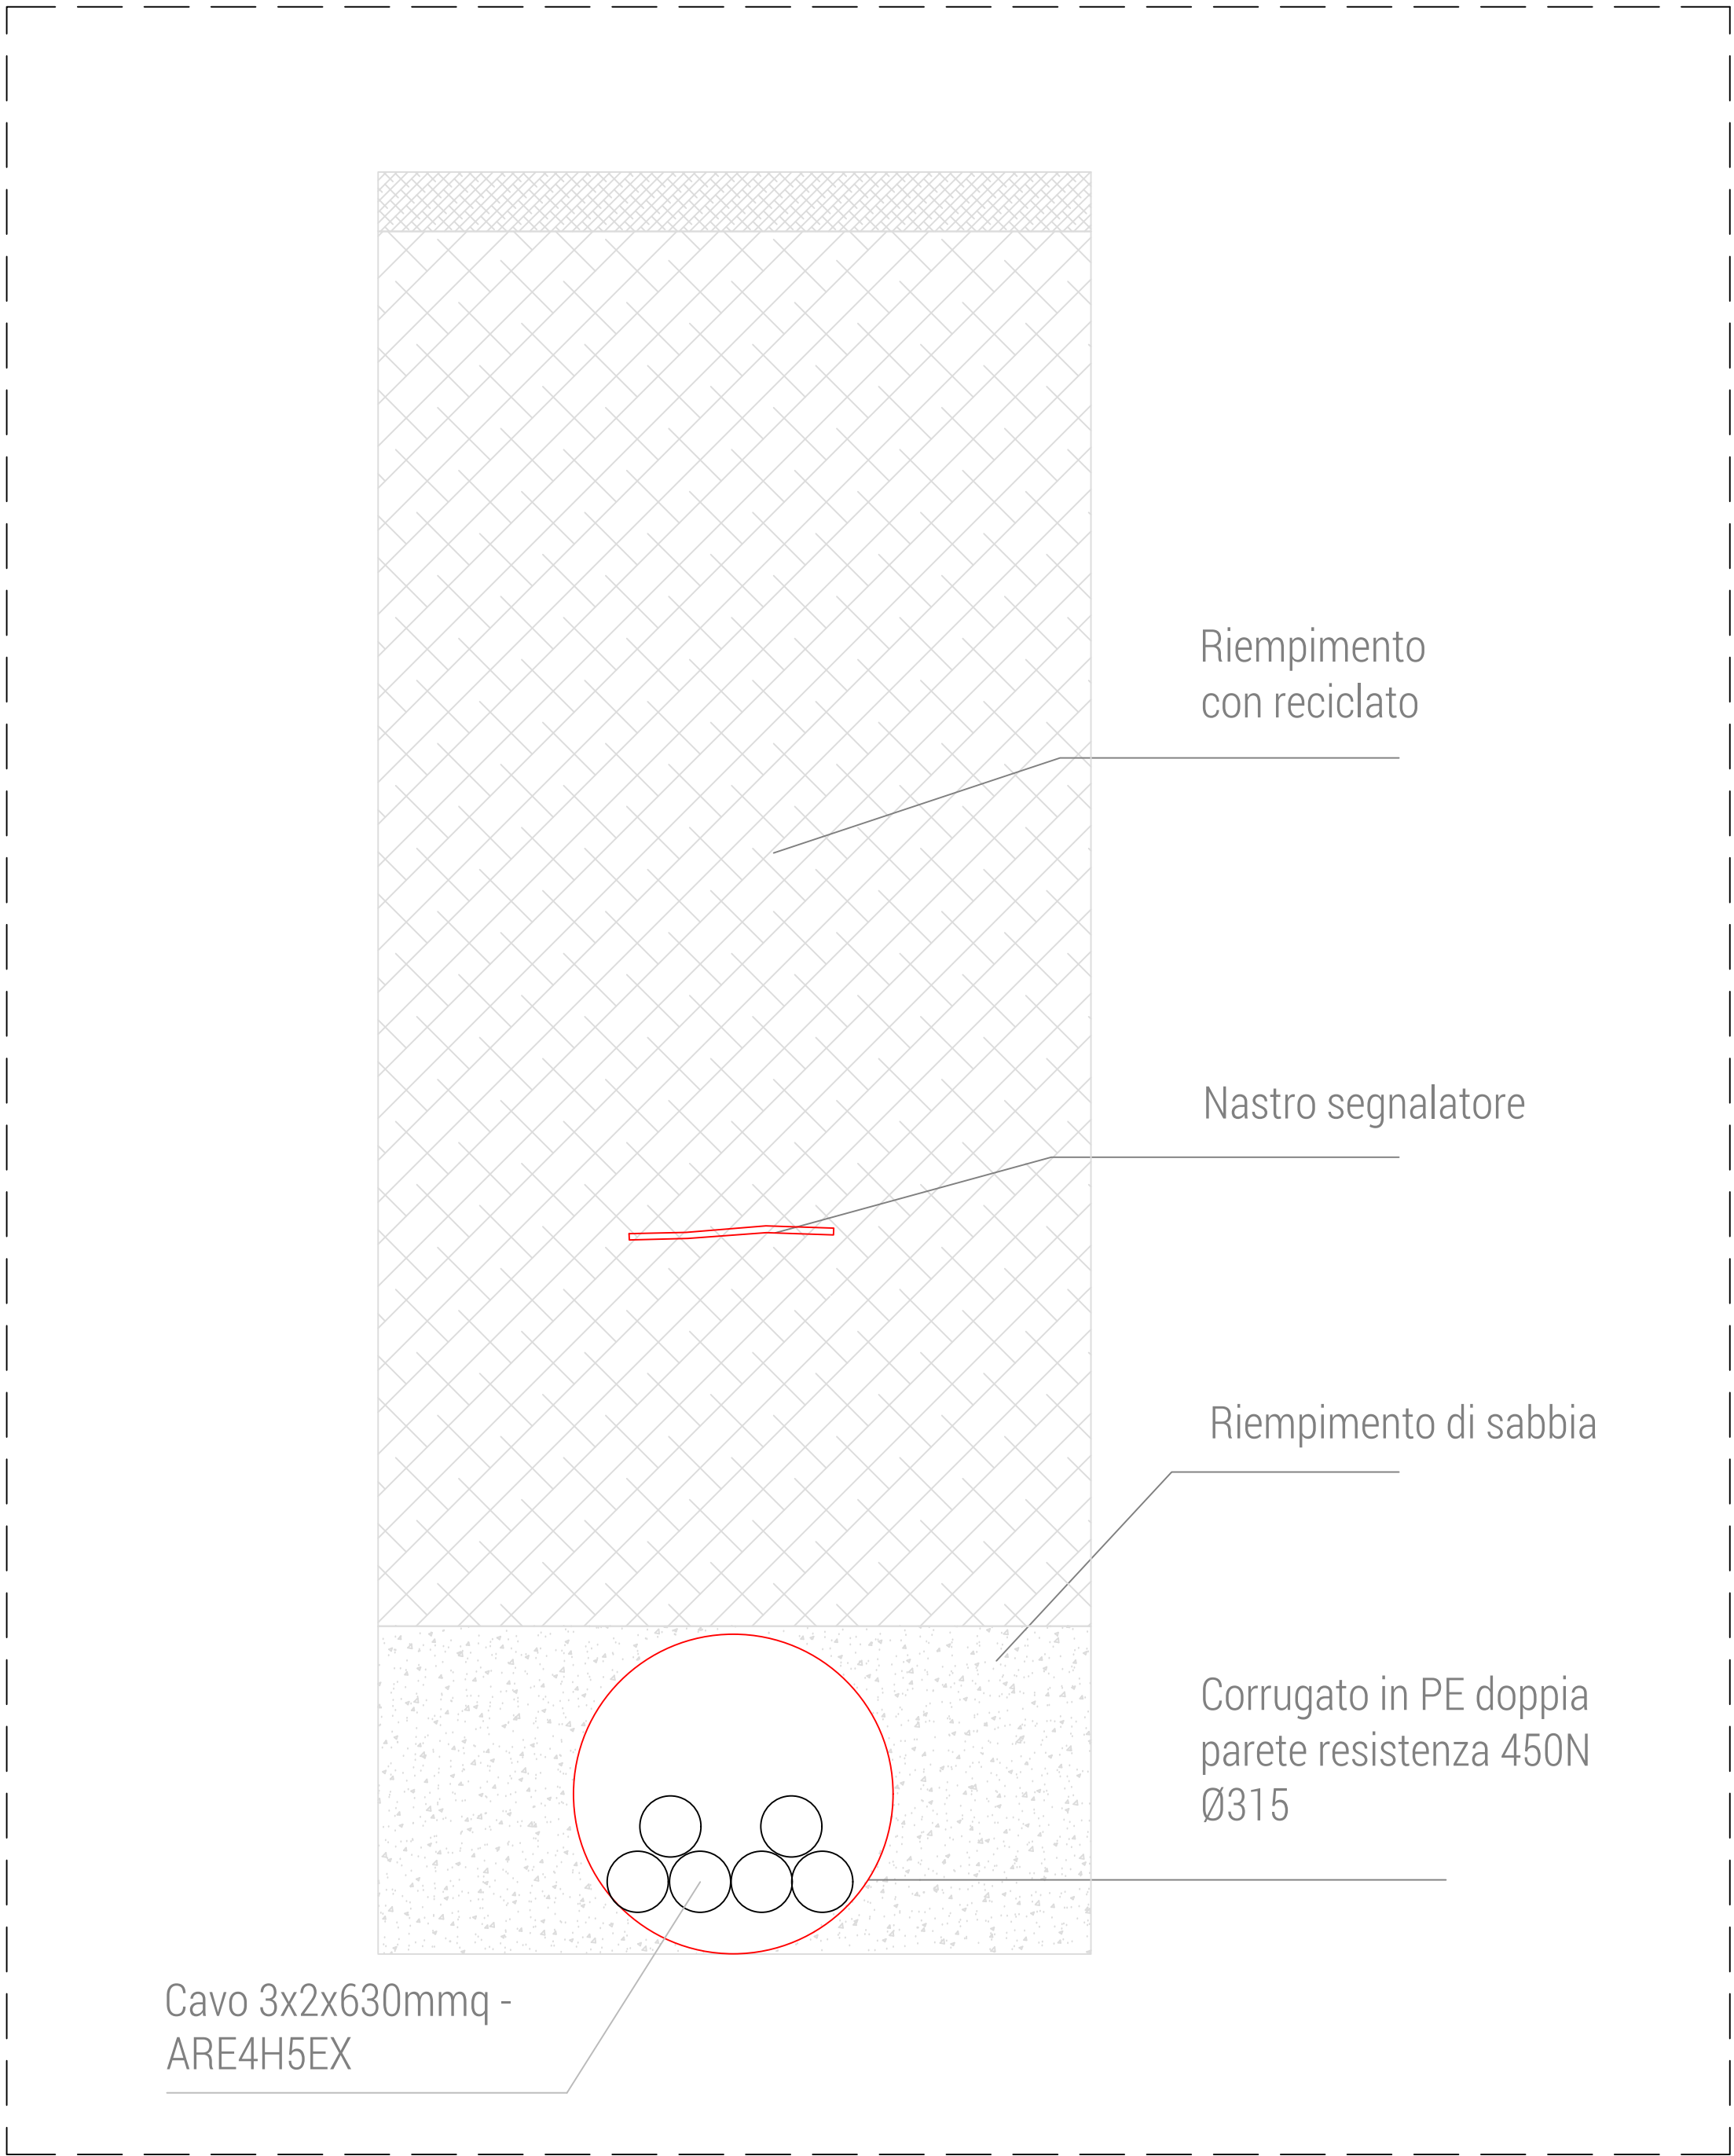 Riempimento
con reciclato
Nastro segnalatore
Riempimento di sabbia
Corrugato in PE doppia
parete resistenza 450N
Ø315
Cavo 3x2x630mmq -
ARE4H5EX